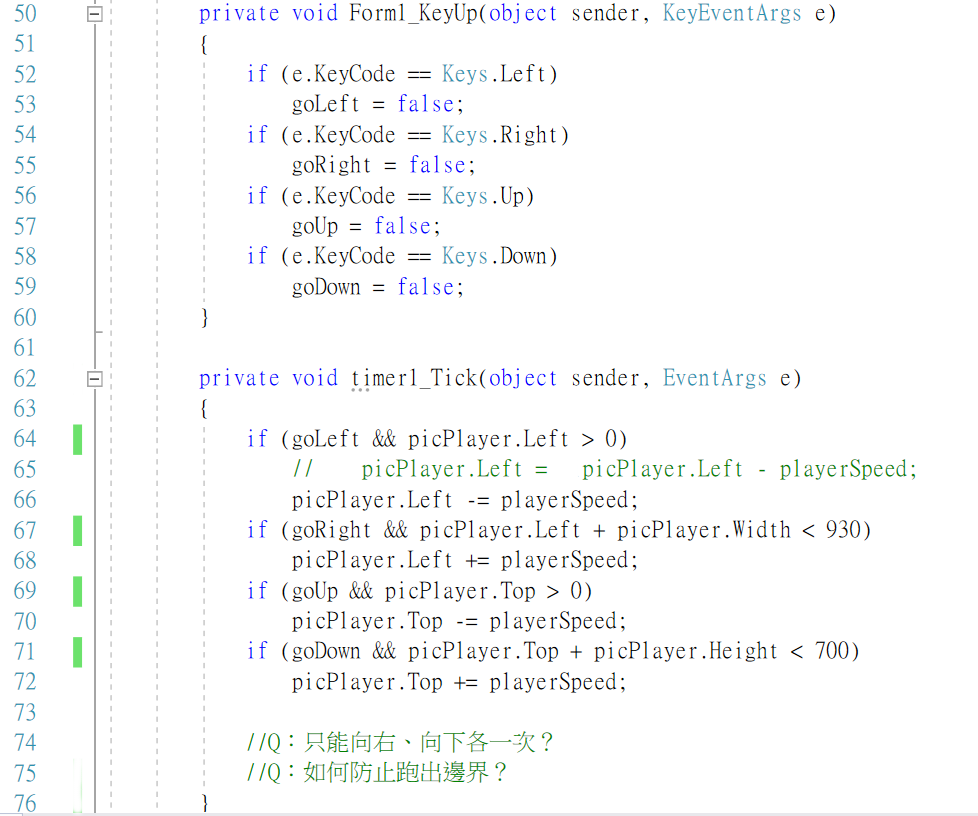 50 private void Form1_KeyUp(object sender, KeyEventArgs e)
51 {
52 if (e.KeyCode == Keys.Left)
53 goLeft = false;
54 if (e.KeyCode == Keys.Right)
55 goRight = false;
56 if (e.KeyCode == Keys.Up)
57 goUp = false;
58 if (e.KeyCode == Keys.Down)
59 goDown = false;
60 }
61
62 private void timer1_Tick(object sender, EventArgs e)
63 {
64 if (goLeft && picPlayer.Left > 0)
65 // picPlayer.Left = picPlayer.Left - playerSpeed;
66 picPlayer.Left -= playerSpeed;
67 if (goRight && picPlayer.Left + picPlayer.Width < 930)
68 picPlayer.Left += playerSpeed;
69 if (goUp && picPlayer.Top > 0)
70 picPlayer.Top -= playerSpeed;
71 if (goDown && picPlayer.Top + picPlayer.Height < 700)
72 picPlayer.Top += playerSpeed;
73
74 //Q：只能向右、向下各一次？
75 //Q：如何防止跑出邊界？
76 }